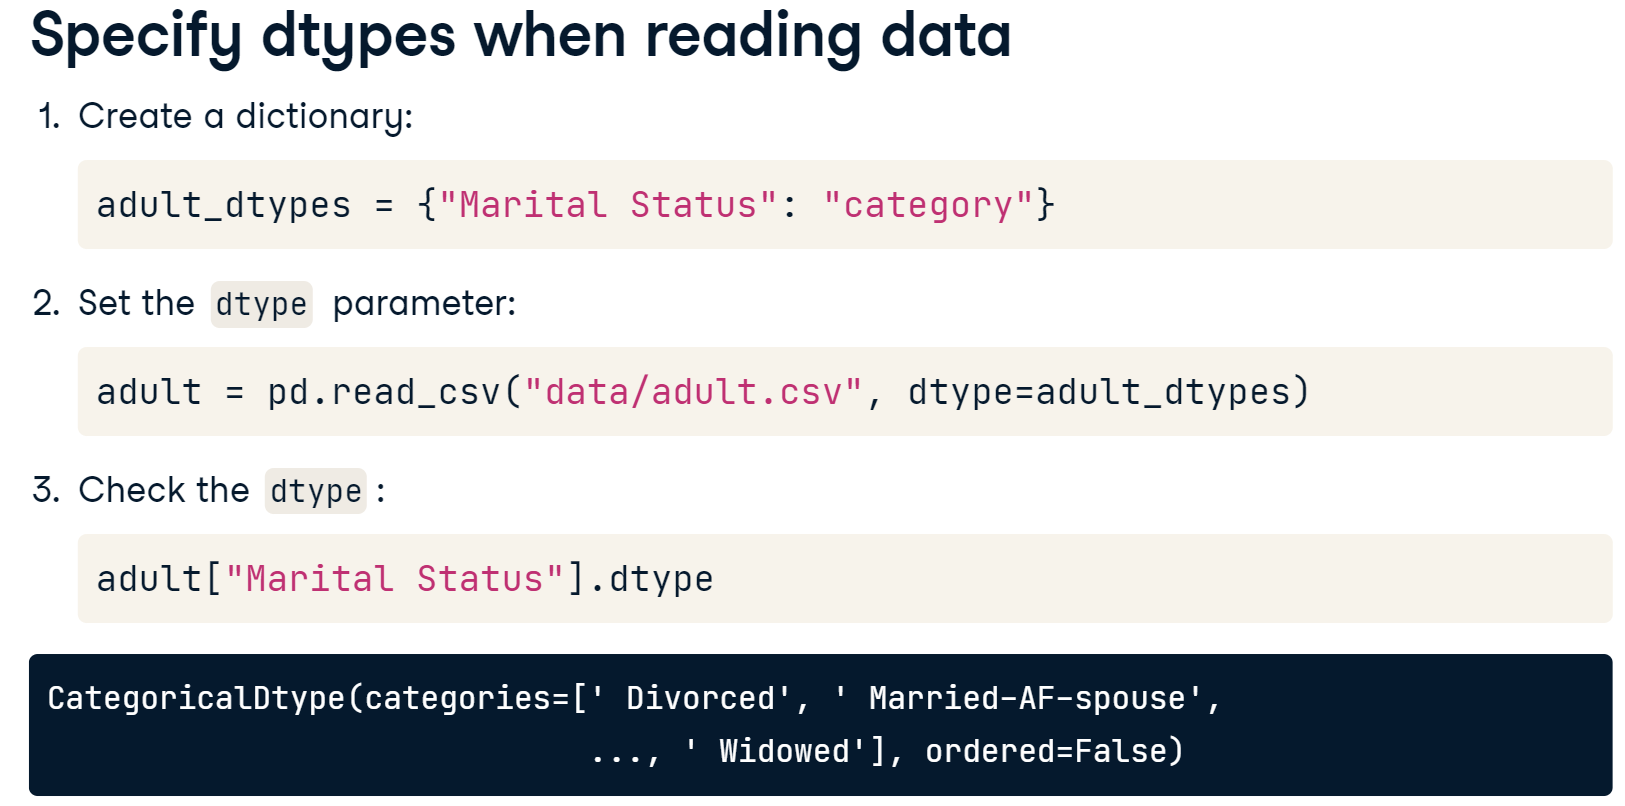 Specify dtypes when reading data
1. Create a dictionary:
adult_dtypes = {"Marital Status": "category"}
2. Set the dtype parameter:
adult = pd.read_csv("data/adult.csv", dtype=adult_dtypes)
3. Check the dtype :
adult["Marital Status"].dtype
CategoricalDtype(categories=[' Divorced', ' Married-AF-spouse',
..., ' Widowed'], ordered=False)